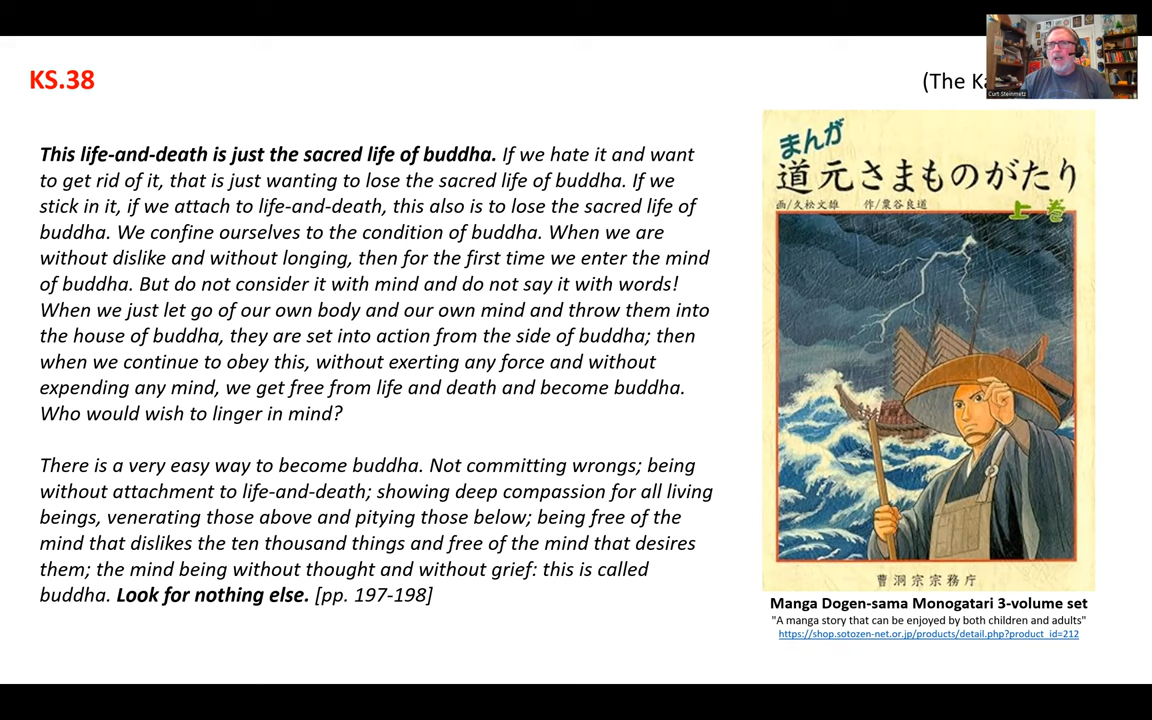 KS.38
(The Ka
Curt Steinmetz
This life-and-death is just the sacred life of buddha. If we hate it and want
to get rid of it, that is just wanting to lose the sacred life of buddha. If we
stick in it, if we attach to life-and-death, this also is to lose the sacred life of
buddha. We confine ourselves to the condition of buddha. When we are
without dislike and without longing, then for the first time we enter the mind
of buddha. But do not consider it with mind and do not say it with words!
When we just let go of our own body and our own mind and throw them into
the house of buddha, they are set into action from the side of buddha; then
when we continue to obey this, without exerting any force and without
expending any mind, we get free from life and death and become buddha.
Who would wish to linger in mind?
There is a very easy way to become buddha. Not committing wrongs; being
without attachment to life-and-death; showing deep compassion for all living
beings, venerating those above and pitying those below; being free of the
mind that dislikes the ten thousand things and free of the mind that desires
them; the mind being without thought and without grief: this is called
buddha. Look for nothing else. [pp. 197-198]
まんが
道元さまものがたり
画/久松文雄 作/粟谷良道
上巻
曹洞宗宗務庁
Manga Dogen-sama Monogatari 3-volume set
"A manga story that can be enjoyed by both children and adults"
https://shop.sotozen-net.or.jp/products/detail.php?product_id=212